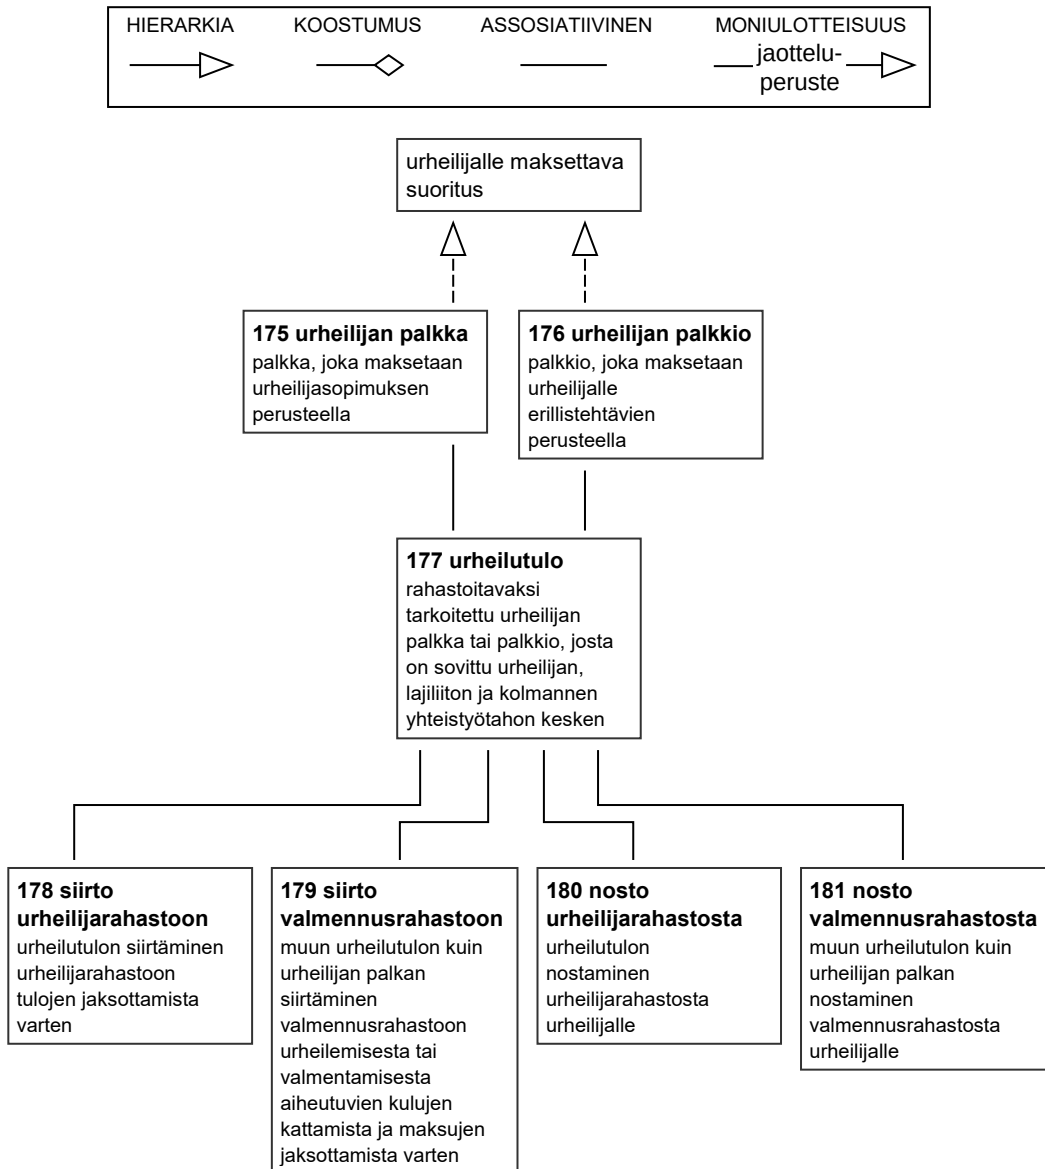 HIERARKIA
KOOSTUMUS
ASSOSIATIIVINEN
MONIULOTTEISUUS
jaottelu-
peruste
urheilijalle maksettava
suoritus
175 urheilijan palkka
palkka, joka maksetaan
urheilijasopimuksen
perusteella
176 urheilijan palkkio
palkkio, joka maksetaan
urheilijalle
erillistehtävien
perusteella
177 urheilutulo
rahastoitavaksi
tarkoitettu urheilijan
palkka tai palkkio, josta
on sovittu urheilijan,
lajiliiton ja kolmannen
yhteistyötahon kesken
178 siirto
urheilijarahastoon
urheilutulon siirtäminen
urheilijarahastoon
tulojen jaksottamista
varten
179 siirto
valmennusrahastoon
muun urheilutulon kuin
urheilijan palkan
siirtäminen
valmennusrahastoon
urheilemisesta tai
valmentamisesta
aiheutuvien kulujen
kattamista ja maksujen
jaksottamista varten
180 nosto
urheilijarahastosta
urheilutulon
nostaminen
urheilijarahastosta
urheilijalle
181 nosto
valmennusrahastosta
muun urheilutulon kuin
urheilijan palkan
nostaminen
valmennusrahastosta
urheilijalle